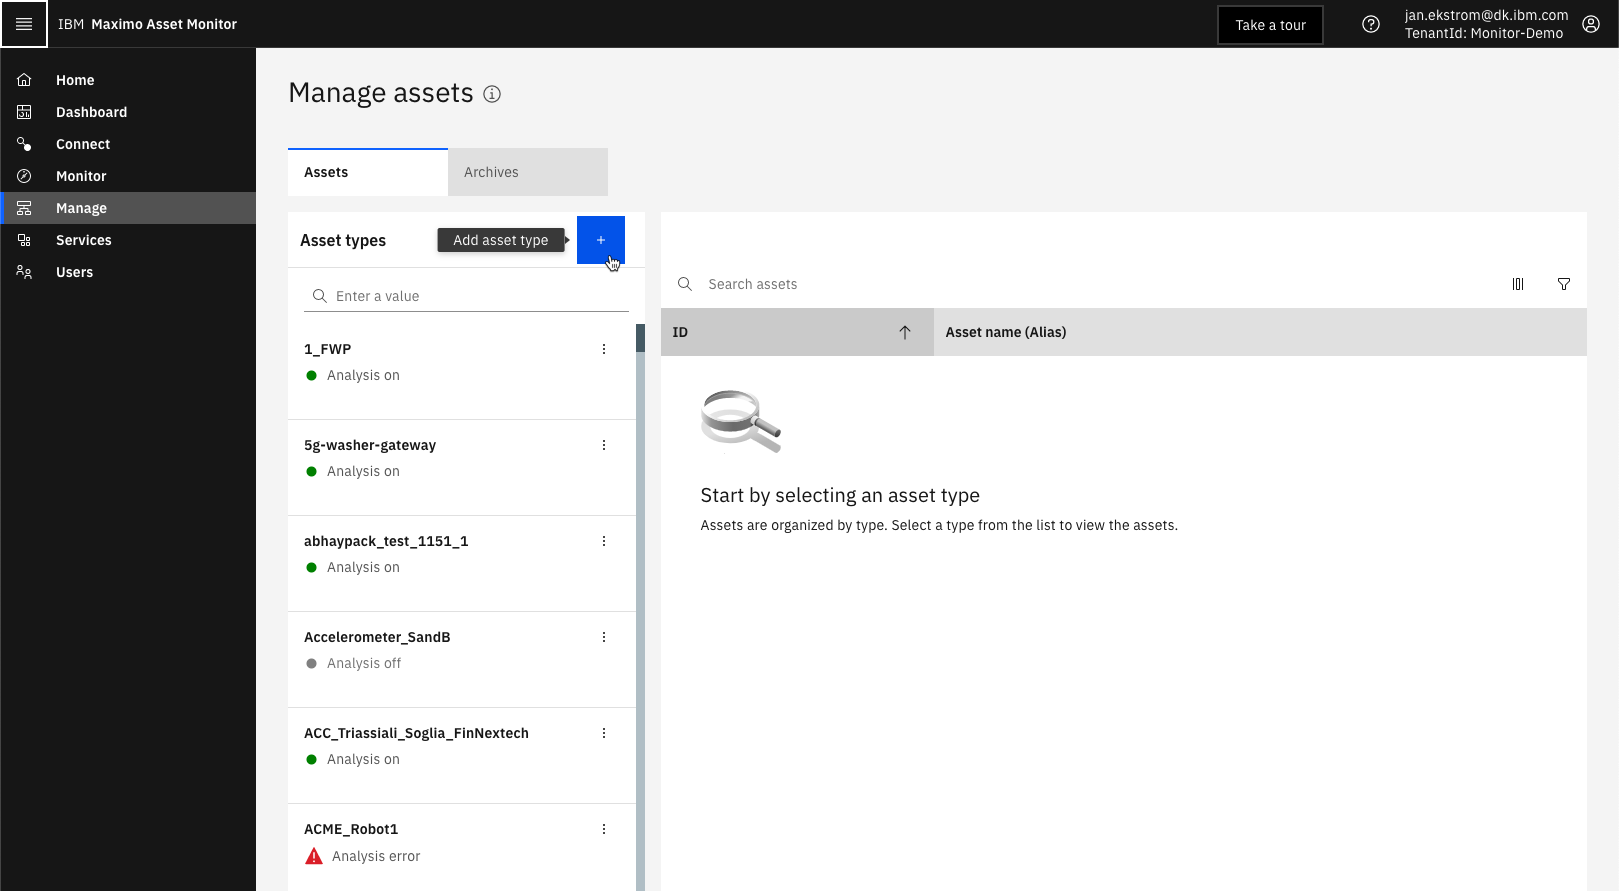 IBM Maximo Asset Monitor
Take a tour
jan.ekstrom@dk.ibm.com
TenantId: Monitor-Demo
Home
Dashboard
Connect
Monitor
Manage
Services
Users
Manage assets
Assets
Archives
Asset types
Add asset type
Enter a value
1_FWP
Analysis on
5g-washer-gateway
Analysis on
abhaypack_test_1151_1
Analysis on
Accelerometer_SandB
Analysis off
ACC_Triassiali_Soglia_FinNextech
Analysis on
ACME_Robot1
Analysis error
Search assets
ID
Asset name (Alias)
Start by selecting an asset type
Assets are organized by type. Select a type from the list to view the assets.